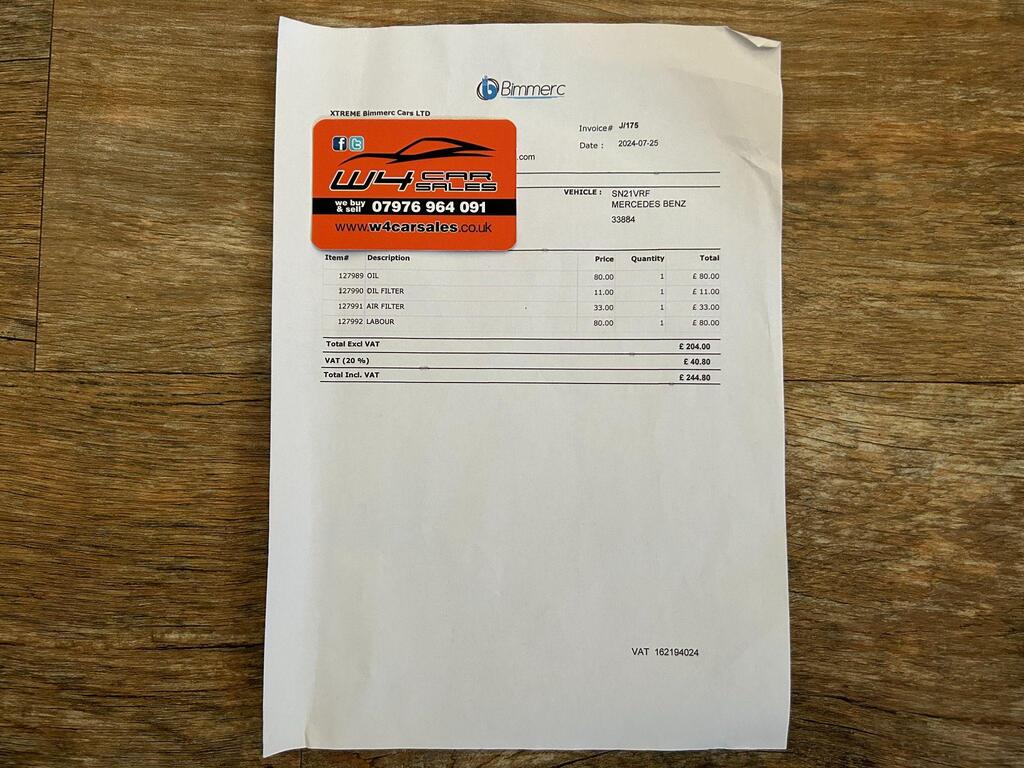 Bimmerc
XTREME Bimmerc Cars LTD
Invoice# J/175
Date : 2024-07-25
.com
W4 CAR SALES
we buy & sell 07976 964 091
www.w4carsales.co.uk
VEHICLE : SN21VRF
MERCEDES BENZ
33884
Item# Description Price Quantity Total
127989 OIL 80.00 1 £ 80.00
127990 OIL FILTER 11.00 1 £ 11.00
127991 AIR FILTER 33.00 1 £ 33.00
127992 LABOUR 80.00 1 £ 80.00
Total Excl VAT £ 204.00
VAT (20 %) £ 40.80
Total Incl. VAT £ 244.80
VAT 162194024